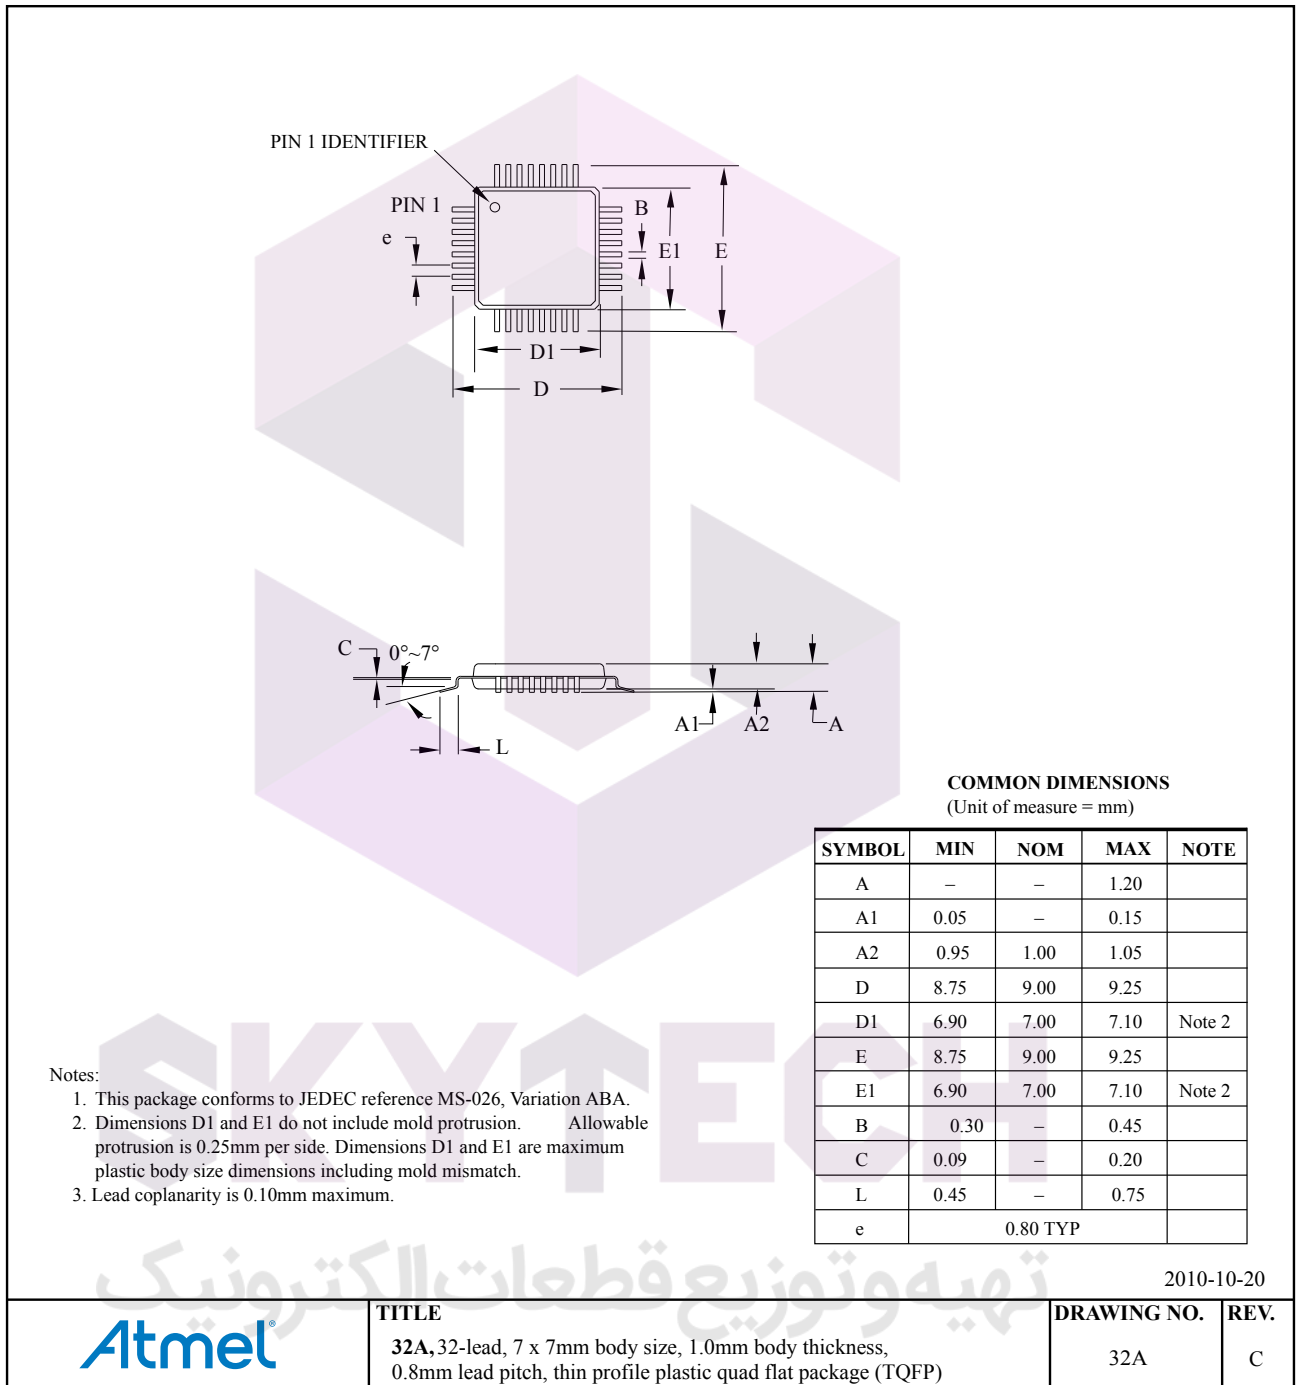 PIN 1 IDENTIFIER
PIN 1
B
e
E1
E
D1
D
C
0°~7°
A1
A2
A
L
COMMON DIMENSIONS
(Unit of measure = mm)
SYMBOL MIN NOM MAX NOTE
A – – 1.20
A1 0.05 – 0.15
A2 0.95 1.00 1.05
D 8.75 9.00 9.25
D1 6.90 7.00 7.10 Note 2
E 8.75 9.00 9.25
E1 6.90 7.00 7.10 Note 2
B 0.30 – 0.45
C 0.09 – 0.20
L 0.45 – 0.75
e 0.80 TYP
SKYTECH
Notes:
1. This package conforms to JEDEC reference MS-026, Variation ABA.
2. Dimensions D1 and E1 do not include mold protrusion. Allowable
protrusion is 0.25mm per side. Dimensions D1 and E1 are maximum
plastic body size dimensions including mold mismatch.
3. Lead coplanarity is 0.10mm maximum.
تهیه و توزیع قطعات الکترونیک
2010-10-20
Atmel®
TITLE
32A, 32-lead, 7 x 7mm body size, 1.0mm body thickness,
0.8mm lead pitch, thin profile plastic quad flat package (TQFP)
DRAWING NO.
32A
REV.
C